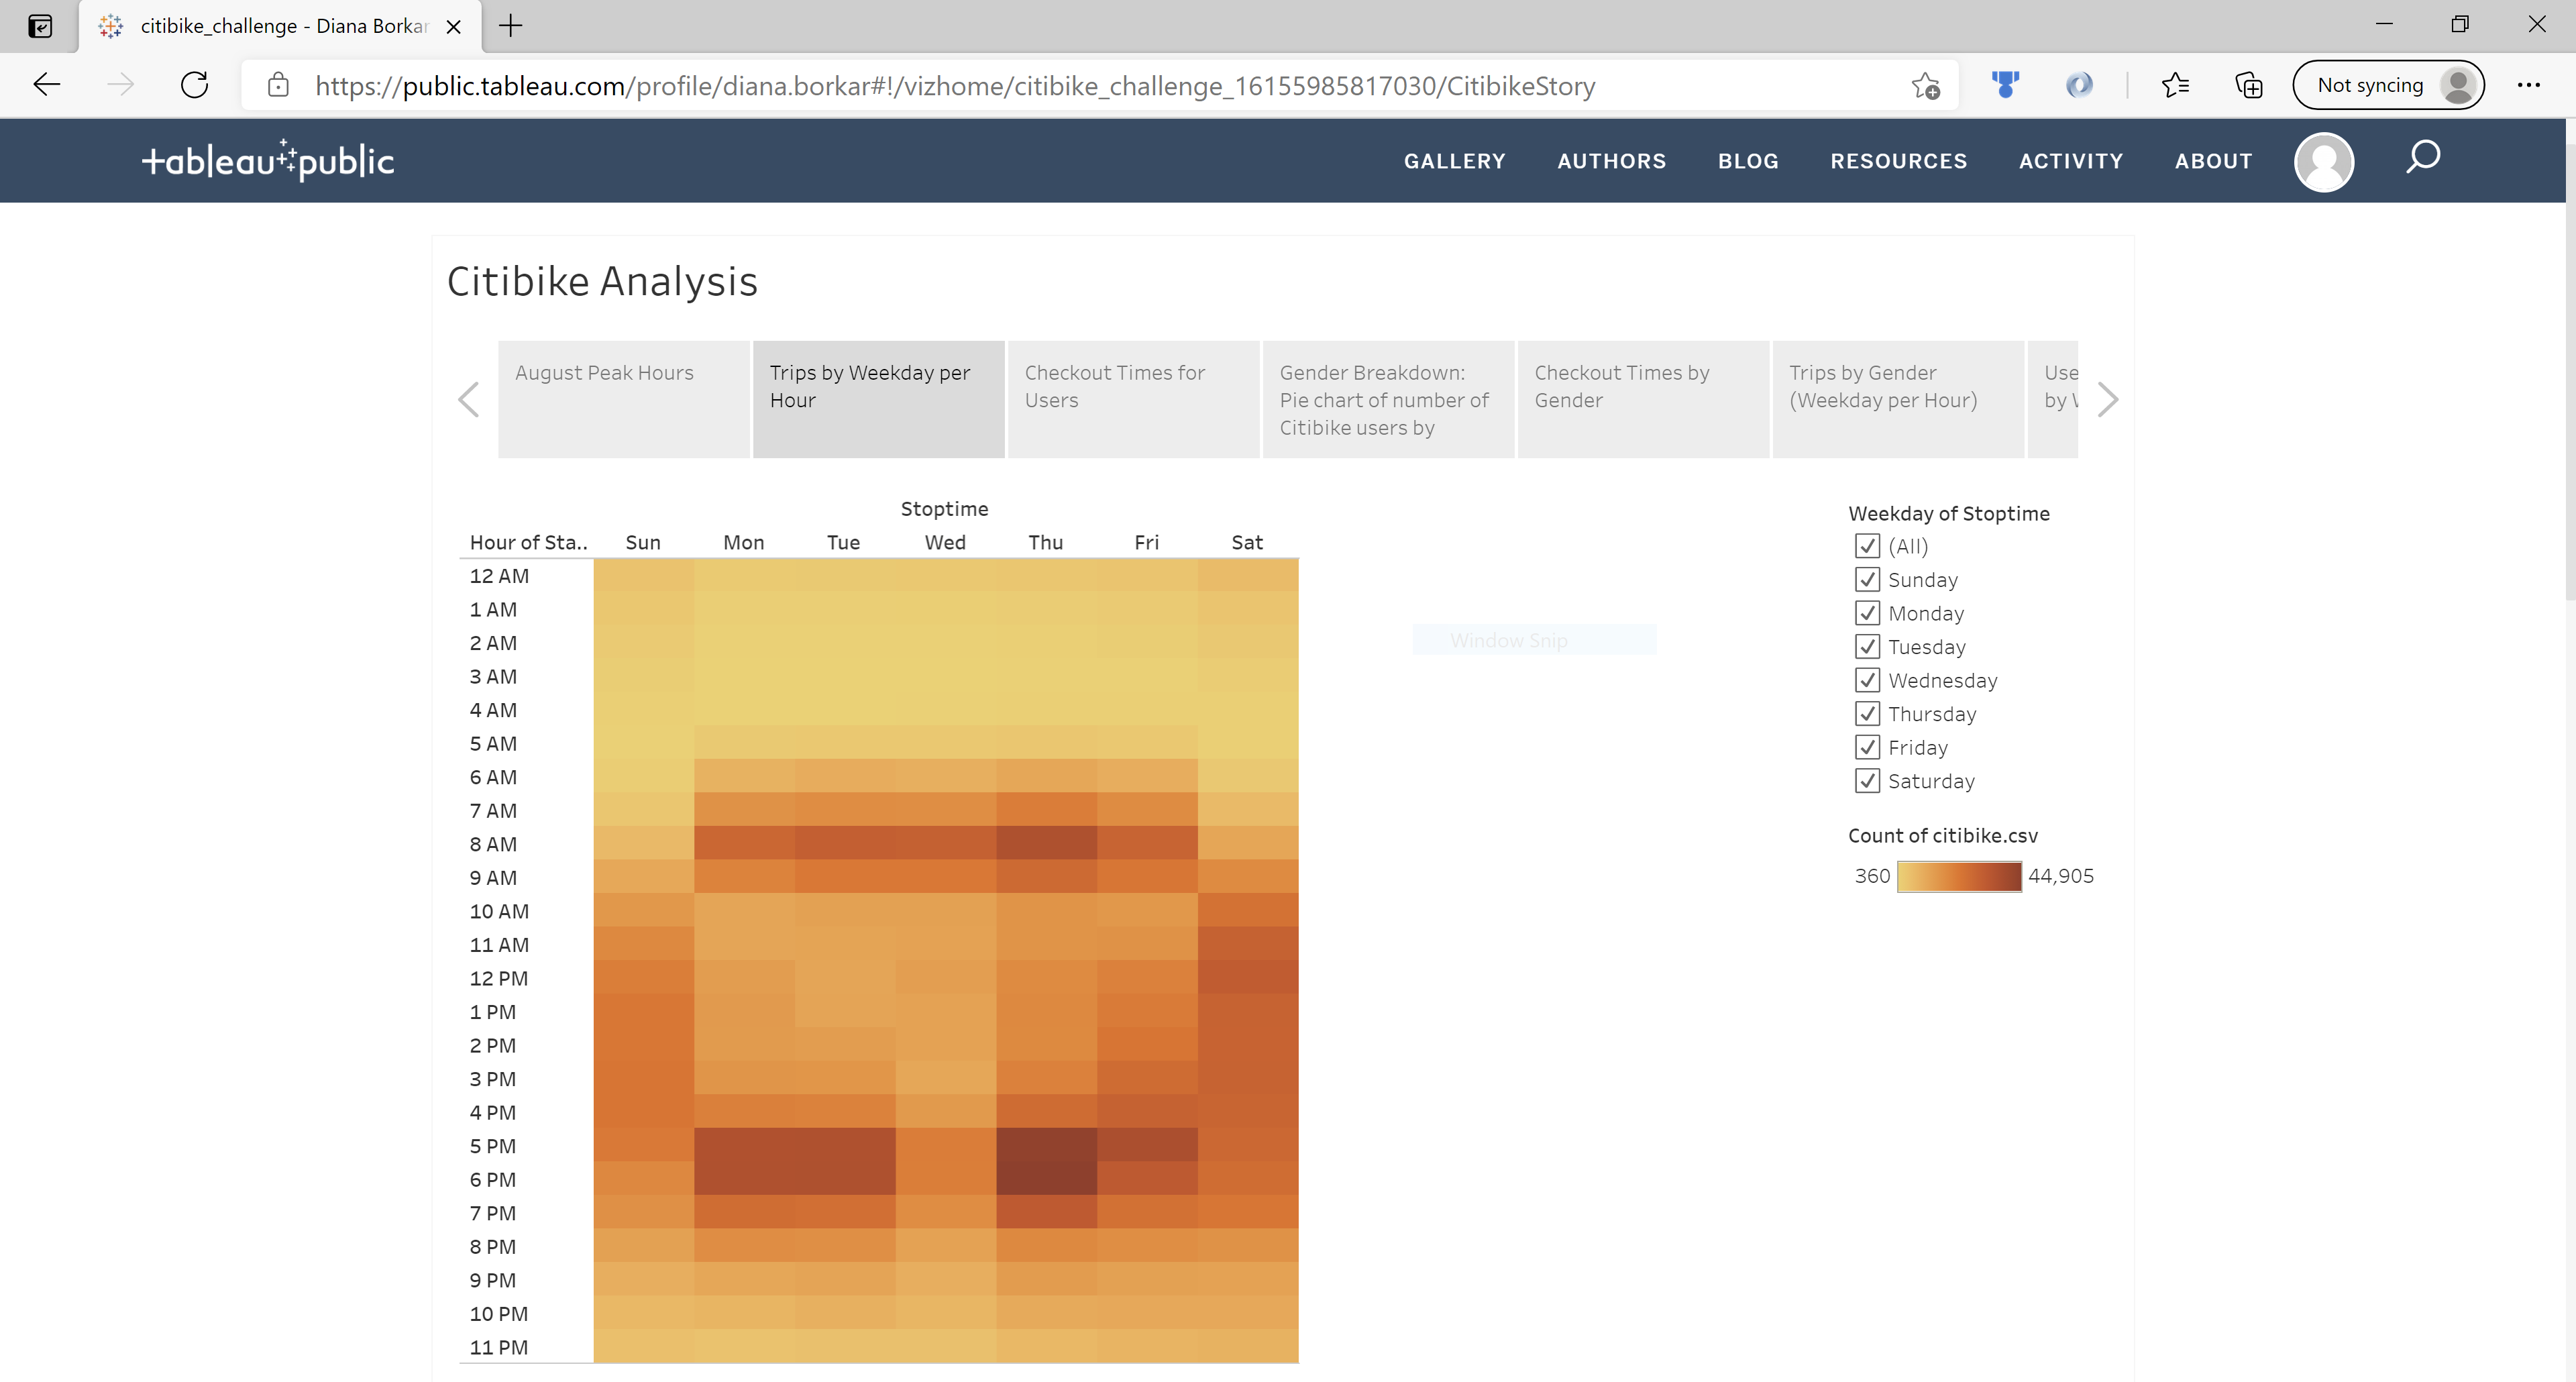 citibike_challenge - Diana Borkar
https://public.tableau.com/profile/diana.borkar#!/vizhome/citibike_challenge_16155985817030/CitibikeStory
Not syncing
tableau public
GALLERY AUTHORS BLOG RESOURCES ACTIVITY ABOUT
Citibike Analysis
August Peak Hours
Trips by Weekday per
Hour
Checkout Times for
Users
Gender Breakdown:
Pie chart of number of
Citibike users by
Checkout Times by
Gender
Trips by Gender
(Weekday per Hour)
Use
by
Stoptime
Hour of Sta.. Sun Mon Tue Wed Thu Fri Sat
12 AM
1 AM
2 AM
3 AM
4 AM
5 AM
6 AM
7 AM
8 AM
9 AM
10 AM
11 AM
12 PM
1 PM
2 PM
3 PM
4 PM
5 PM
6 PM
7 PM
8 PM
9 PM
10 PM
11 PM
Window Snip
Weekday of Stoptime
(All)
Sunday
Monday
Tuesday
Wednesday
Thursday
Friday
Saturday
Count of citibike.csv
360 44,905